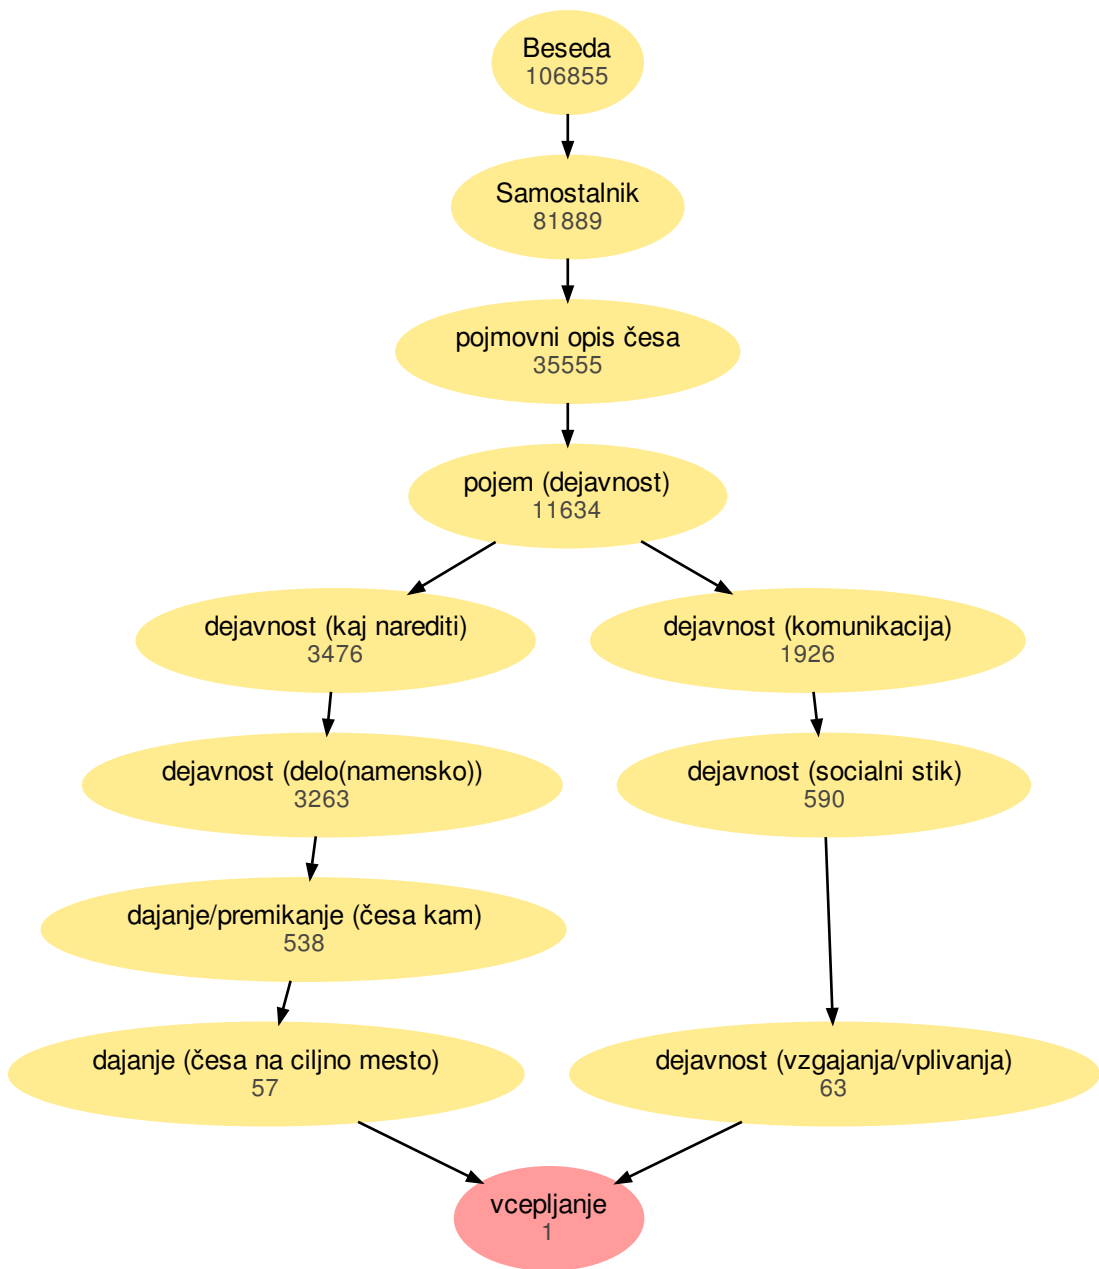 Beseda
106855
Samostalnik
81889
pojmovni opis česa
35555
pojem (dejavnost)
11634
dejavnost (kaj narediti)
3476
dejavnost (komunikacija)
1926
dejavnost (delo(namensko))
3263
dejavnost (socialni stik)
590
dajanje/premikanje (česa kam)
538
dajanje (česa na ciljno mesto)
57
dejavnost (vzgajanja/vplivanja)
63
vcepljanje
1